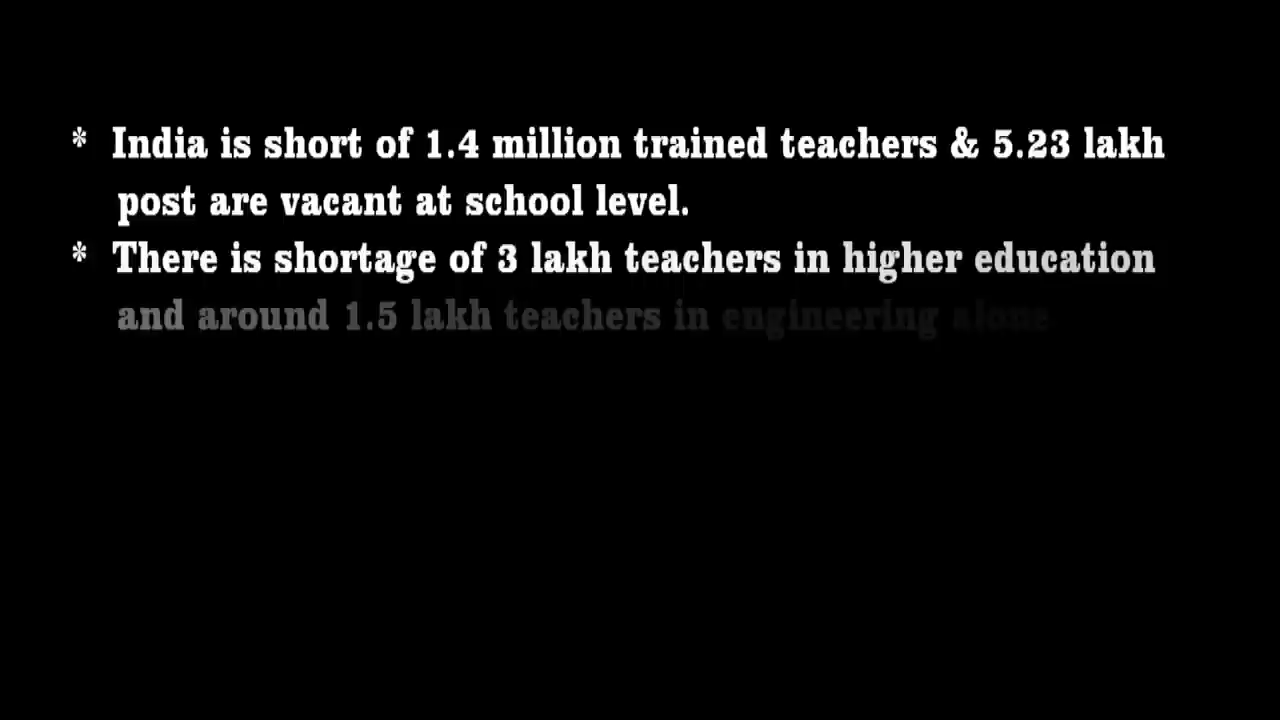 * India is short of 1.4 million trained teachers & 5.23 lakh
post are vacant at school level.
* There is shortage of 3 lakh teachers in higher education
and around 1.5 lakh teachers in engineering alone